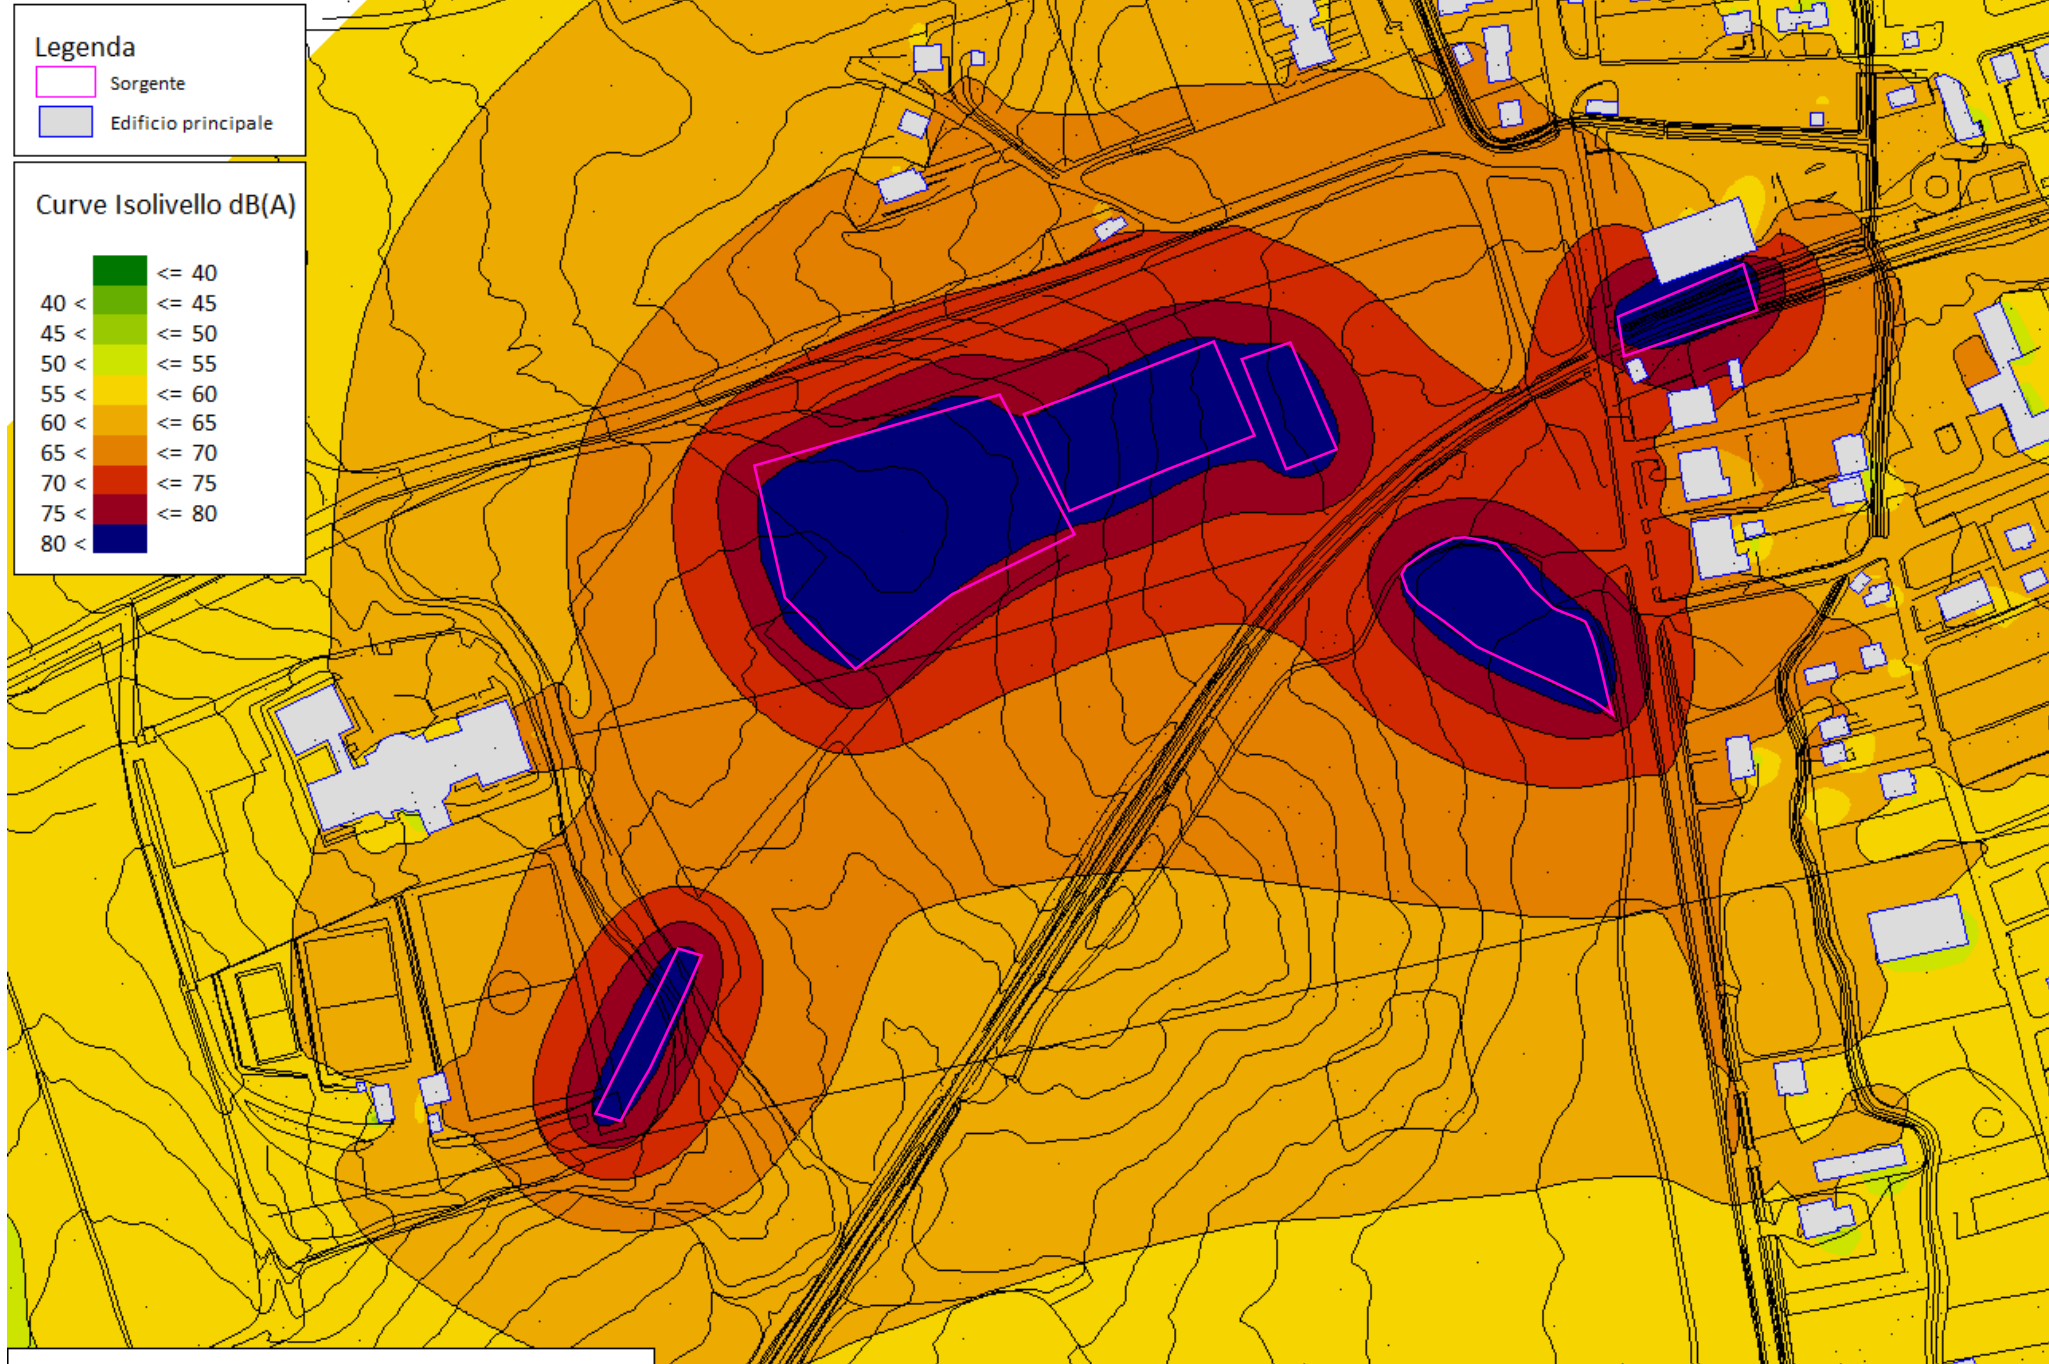 Legenda
Sorgente
Edificio principale
Curve Isolivello dB(A)
<= 40
40 < <= 45
45 < <= 50
50 < <= 55
55 < <= 60
60 < <= 65
65 < <= 70
70 < <= 75
75 < <= 80
80 <